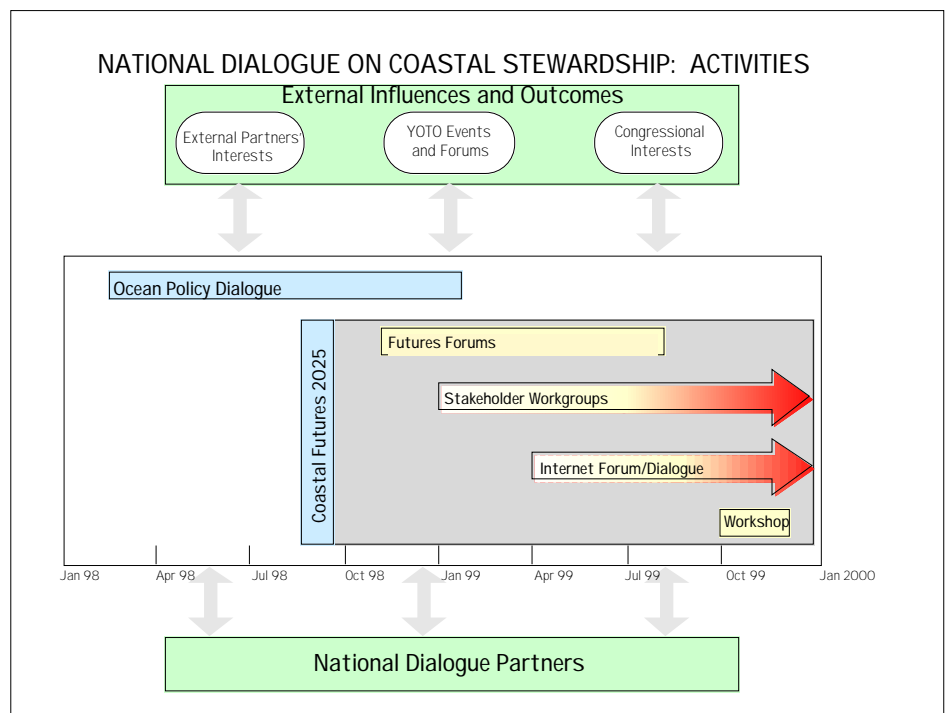 NATIONAL DIALOGUE ON COASTAL STEWARDSHIP: ACTIVITIES
External Influences and Outcomes
External Partners'
Interests
YOTO Events
and Forums
Congressional
Interests
Ocean Policy Dialogue
Coastal Futures 2025
Futures Forums
Stakeholder Workgroups
Internet Forum/Dialogue
Workshop
Jan 98
Apr 98
Jul 98
Oct 98
Jan 99
Apr 99
Jul 99
Oct 99
Jan 2000
National Dialogue Partners